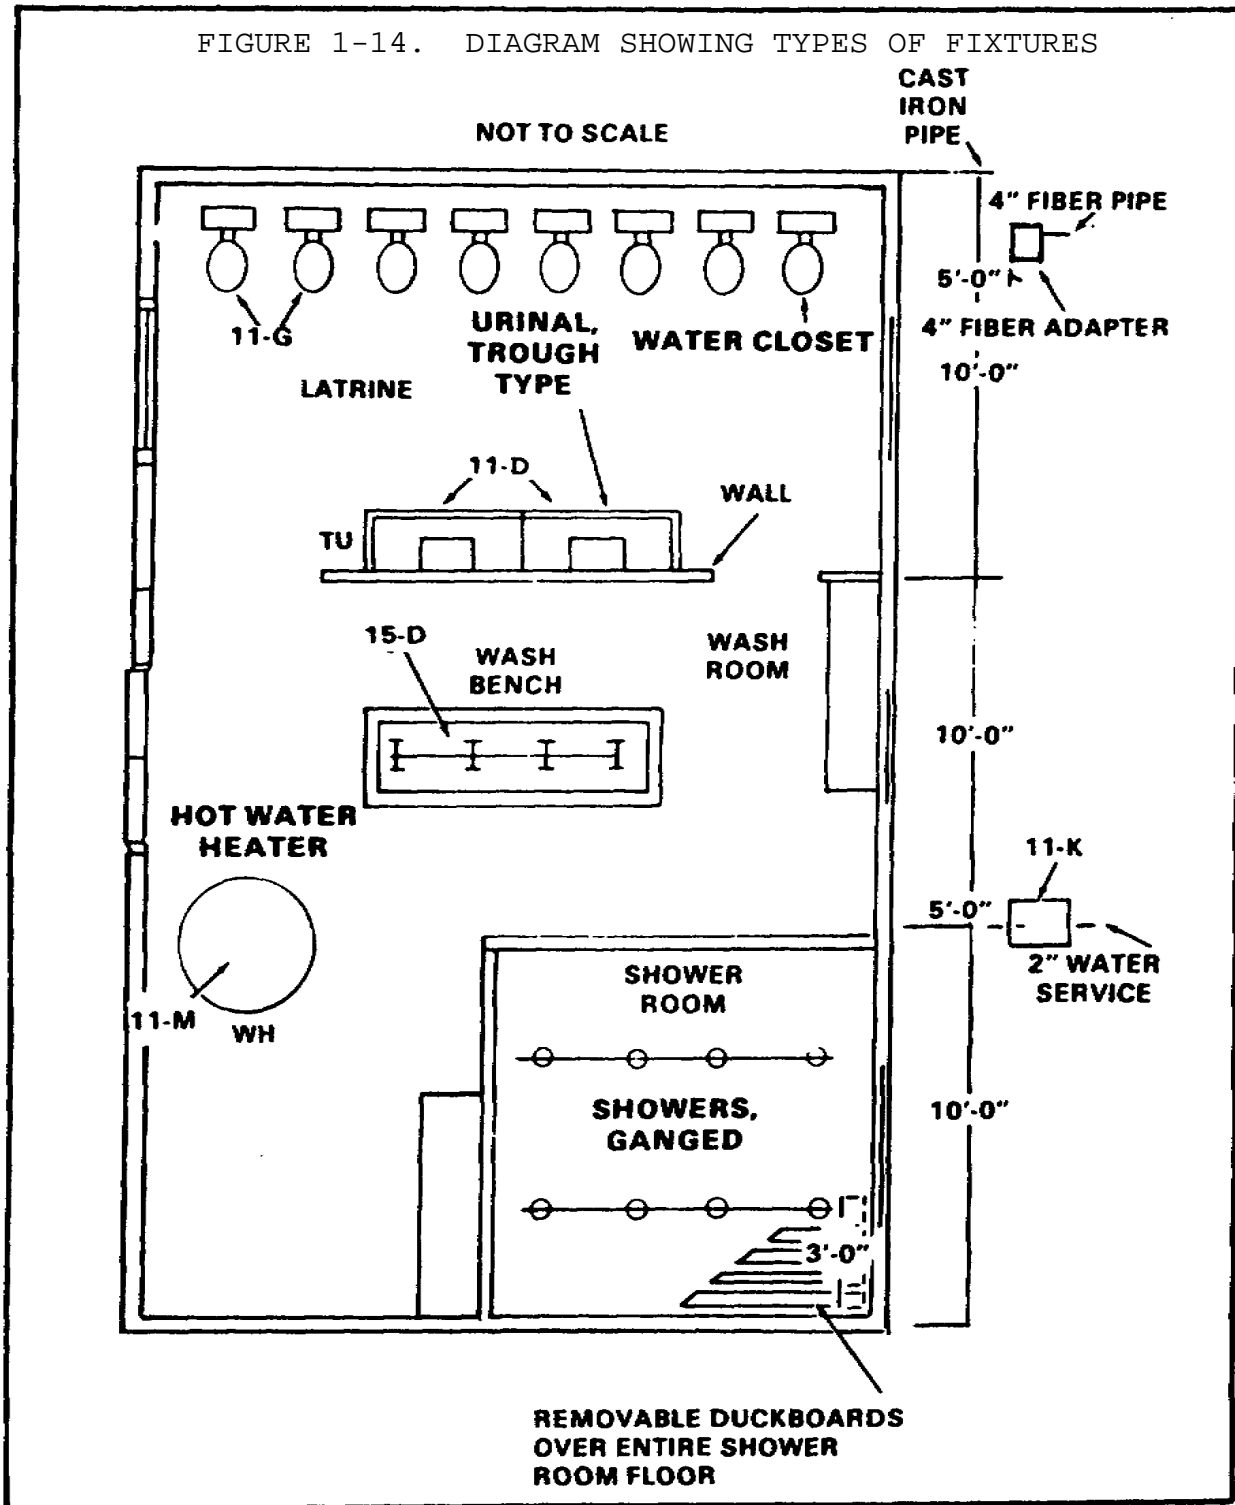 FIGURE 1-14. DIAGRAM SHOWING TYPES OF FIXTURES
CAST
IRON
PIPE
NOT TO SCALE
4" FIBER PIPE
5'-0"
4" FIBER ADAPTER
11-G
URINAL,
TROUGH
TYPE
WATER CLOSET
10'-0"
LATRINE
11-D
WALL
TU
15-D
WASH
BENCH
WASH
ROOM
10'-0"
HOT WATER
HEATER
11-K
5'-0"
2" WATER
SERVICE
SHOWER
ROOM
11-M
WH
SHOWERS,
GANGED
10'-0"
3'-0"
REMOVABLE DUCKBOARDS
OVER ENTIRE SHOWER
ROOM FLOOR